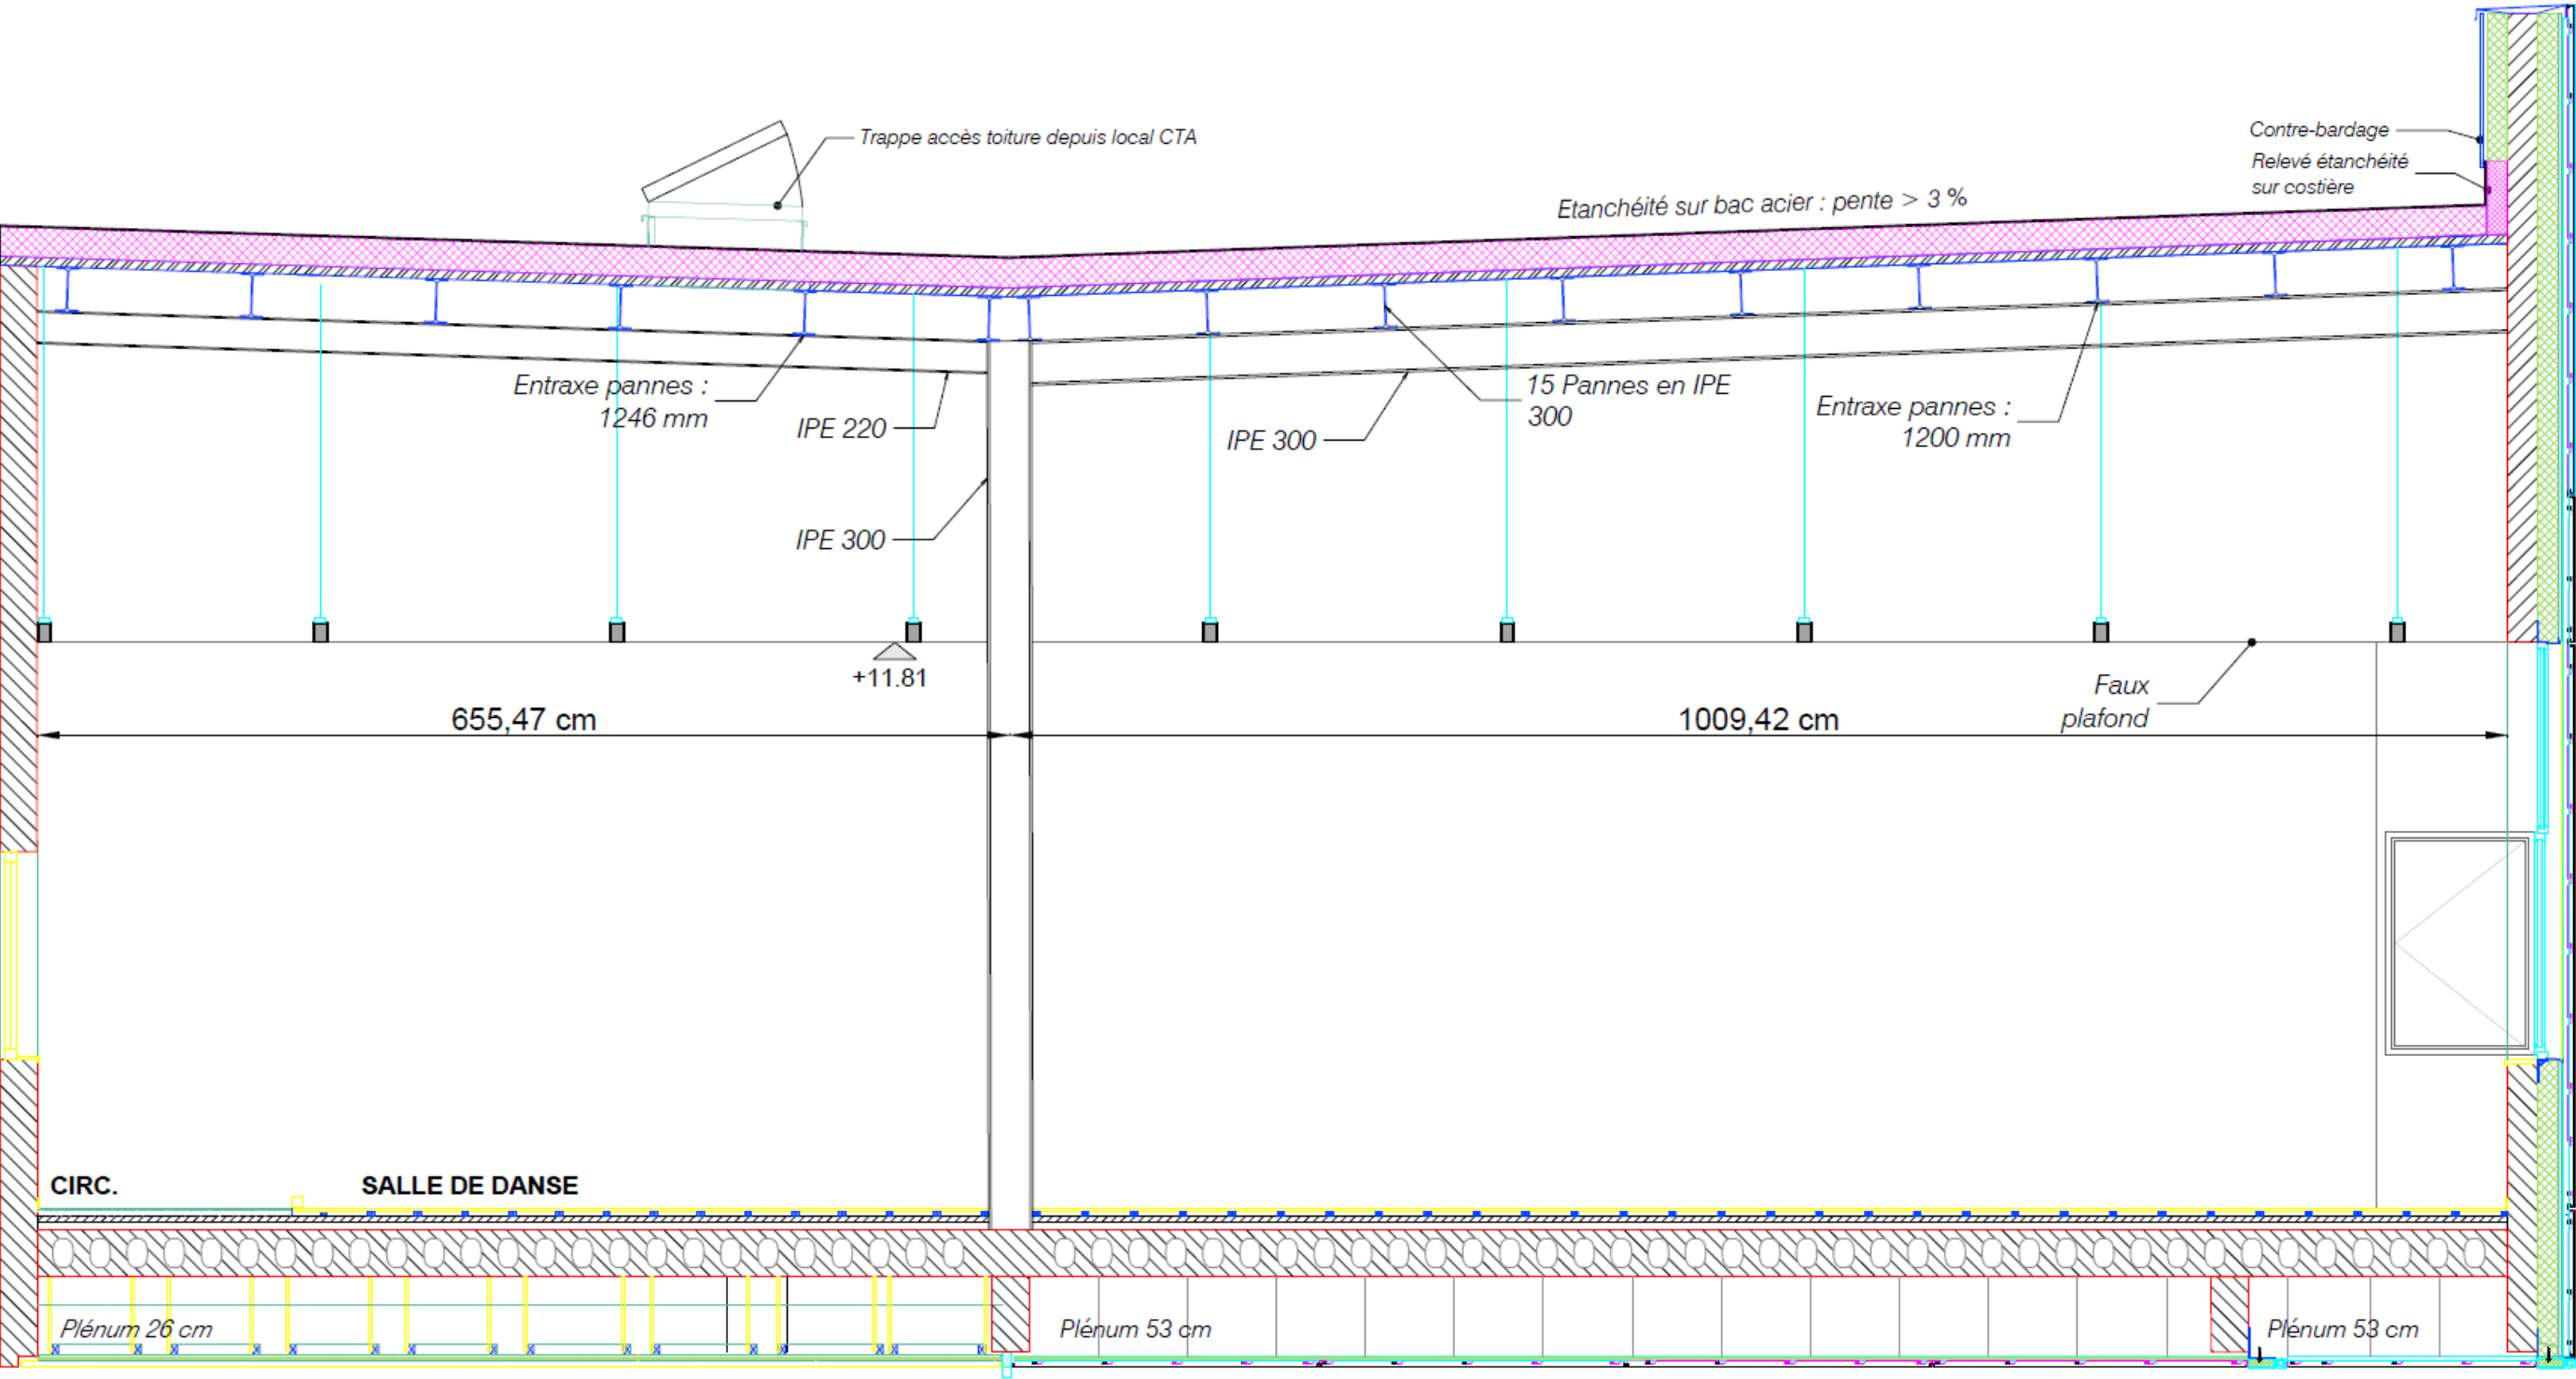 Contre-bardage
Trappe accès toiture depuis local CTA
Relevé étanchéité
sur costière
Etanchéité sur bac acier : pente > 3 %
Entraxe pannes :
1246 mm
IPE 220
IPE 300
15 Pannes en IPE
300
Entraxe pannes :
1200 mm
IPE 300
+11.81
Faux
plafond
655,47 cm
1009,42 cm
CIRC.
SALLE DE DANSE
Plénum 26 cm
Plénum 53 cm
Plénum 53 cm